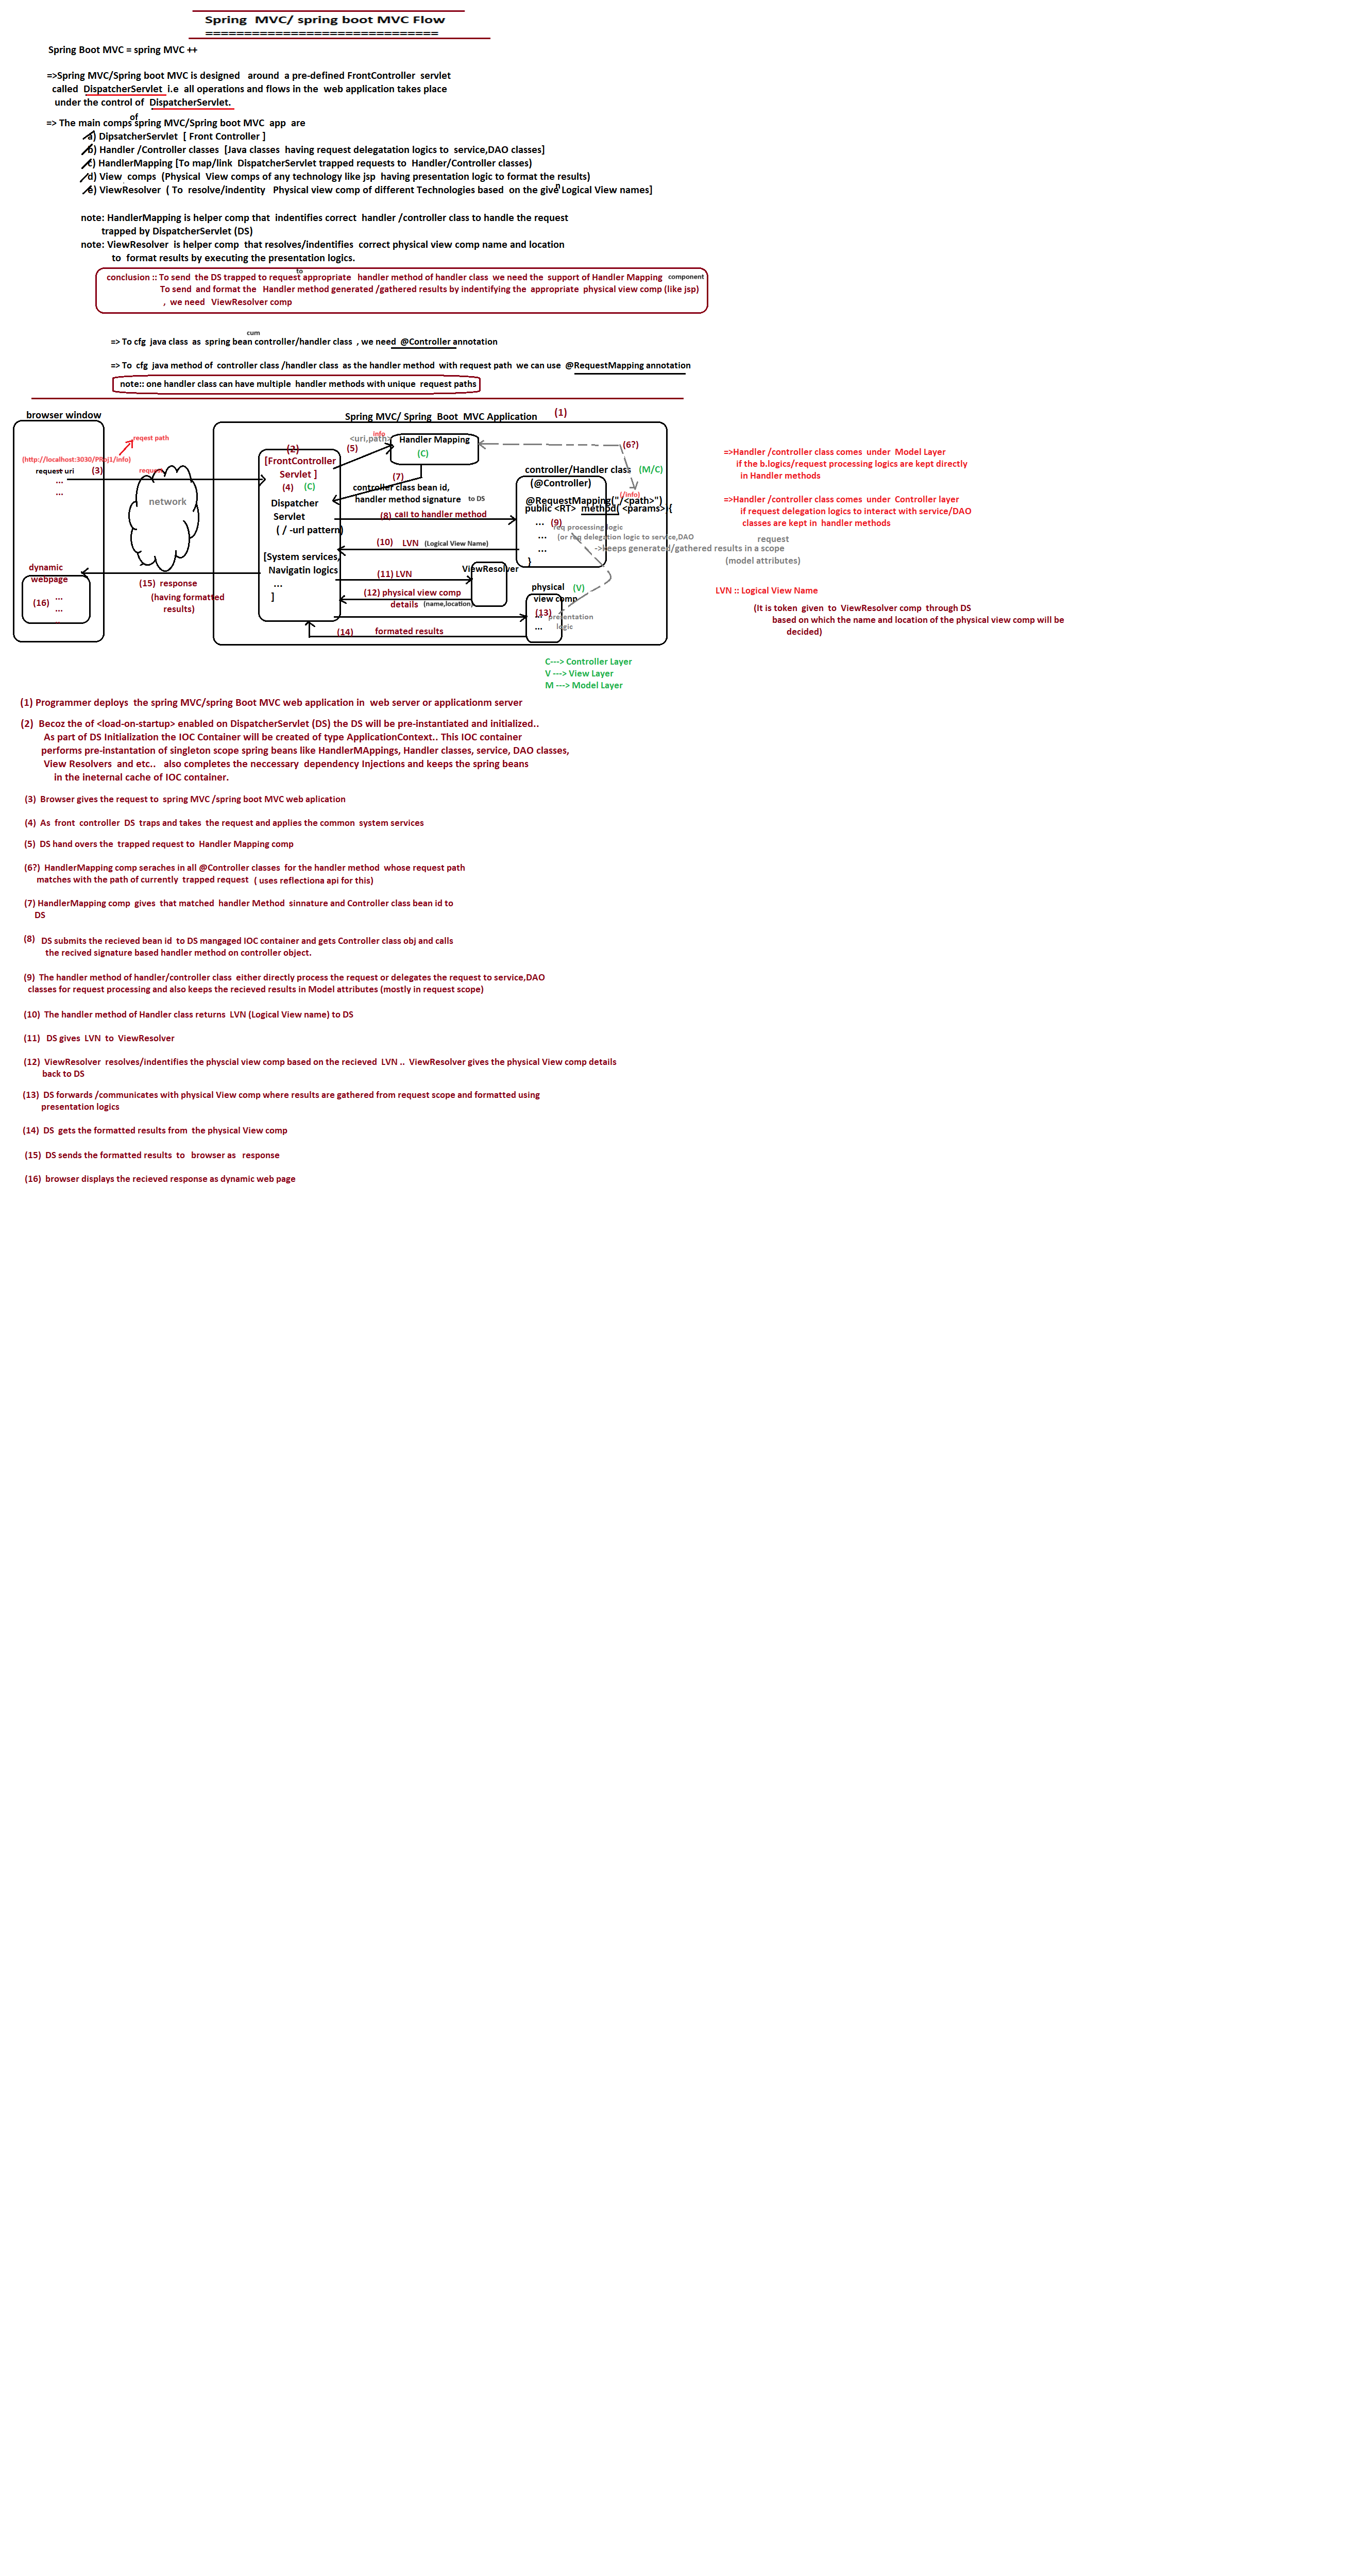 Spring MVC/ spring boot MVC Flow
==============================
Spring Boot MVC = spring MVC ++
=>Spring MVC/Spring boot MVC is designed around a pre-defined FrontController servlet
called DispatcherServlet i.e all operations and flows in the web application takes place
under the control of DispatcherServlet.
of
=> The main comps spring MVC/Spring boot MVC app are
a) DipsatcherServlet [ Front Controller ]
b) Handler /Controller classes [Java classes having request delegatation logics to service,DAO classes]
c) HandlerMapping [To map/link DispatcherServlet trapped requests to Handler/Controller classes)
d) View comps (Physical View comps of any technology like jsp having presentation logic to format the results)
e) ViewResolver ( To resolve/indentity Physical view comp of different Technologies based on the given Logical View names]
note: HandlerMapping is helper comp that indentifies correct handler /controller class to handle the request
trapped by DispatcherServlet (DS)
note: ViewResolver is helper comp that resolves/indentifies correct physical view comp name and location
to format results by executing the presentation logics.
to
conclusion :: To send the DS trapped to request appropriate handler method of handler class we need the support of Handler Mapping component
To send and format the Handler method generated /gathered results by indentifying the appropriate physical view comp (like jsp)
, we need ViewResolver comp
cum
=> To cfg java class as spring bean controller/handler class , we need @Controller annotation
=> To cfg java method of controller class /handler class as the handler method with request path we can use @RequestMapping annotation
note:: one handler class can have multiple handler methods with unique request paths
browser window
Spring MVC/ Spring Boot MVC Application (1)
reqest path
(http://localhost:3030/PRoj1/info)
request uri (3)
...
...
request
network
info
<uri,path>
(5)
Handler Mapping
(C)
(6?)
(2)
[FrontController
Servlet ]
(4) (C)
Dispatcher
Servlet
( / -url pattern)
[System services,
Navigatin logics
...
]
(7)
controller class bean id,
handler method signature to DS
(8) call to handler method
(10) LVN (Logical View Name)
(11) LVN
(12) physical view comp
details (name,location)
(14) formated results
controller/Handler class (M/C)
(@Controller)
(/info)
@RequestMapping("/<path>")
public <RT> method( <params>){
... (9)
req processing logic
... (or req delegation logic to service,DAO
...
->keeps generated/gathered results in a scope
request
(model attributes)
}
ViewResolver
physical (V)
view comp
(13)
... presentation
... logic
dynamic
webpage
(16) ...
...
(15) response
(having formatted
results)
=>Handler /controller class comes under Model Layer
if the b.logics/request processing logics are kept directly
in Handler methods
=>Handler /controller class comes under Controller layer
if request delegation logics to interact with service/DAO
classes are kept in handler methods
LVN :: Logical View Name
(It is token given to ViewResolver comp through DS
based on which the name and location of the physical view comp will be
decided)
C---> Controller Layer
V ---> View Layer
M ---> Model Layer
(1) Programmer deploys the spring MVC/spring Boot MVC web application in web server or applicationm server
(2) Becoz the of <load-on-startup> enabled on DispatcherServlet (DS) the DS will be pre-instantiated and initialized..
As part of DS Initialization the IOC Container will be created of type ApplicationContext.. This IOC container
performs pre-instantation of singleton scope spring beans like HandlerMAppings, Handler classes, service, DAO classes,
View Resolvers and etc.. also completes the neccessary dependency Injections and keeps the spring beans
in the ineternal cache of IOC container.
(3) Browser gives the request to spring MVC /spring boot MVC web aplication
(4) As front controller DS traps and takes the request and applies the common system services
(5) DS hand overs the trapped request to Handler Mapping comp
(6?) HandlerMapping comp seraches in all @Controller classes for the handler method whose request path
matches with the path of currently trapped request ( uses reflectiona api for this)
(7) HandlerMapping comp gives that matched handler Method sinnature and Controller class bean id to
DS
(8) DS submits the recieved bean id to DS mangaged IOC container and gets Controller class obj and calls
the recived signature based handler method on controller object.
(9) The handler method of handler/controller class either directly process the request or delegates the request to service,DAO
classes for request processing and also keeps the recieved results in Model attributes (mostly in request scope)
(10) The handler method of Handler class returns LVN (Logical View name) to DS
(11) DS gives LVN to ViewResolver
(12) ViewResolver resolves/indentifies the physcial view comp based on the recieved LVN .. ViewResolver gives the physical View comp details
back to DS
(13) DS forwards /communicates with physical View comp where results are gathered from request scope and formatted using
presentation logics
(14) DS gets the formatted results from the physical View comp
(15) DS sends the formatted results to browser as response
(16) browser displays the recieved response as dynamic web page